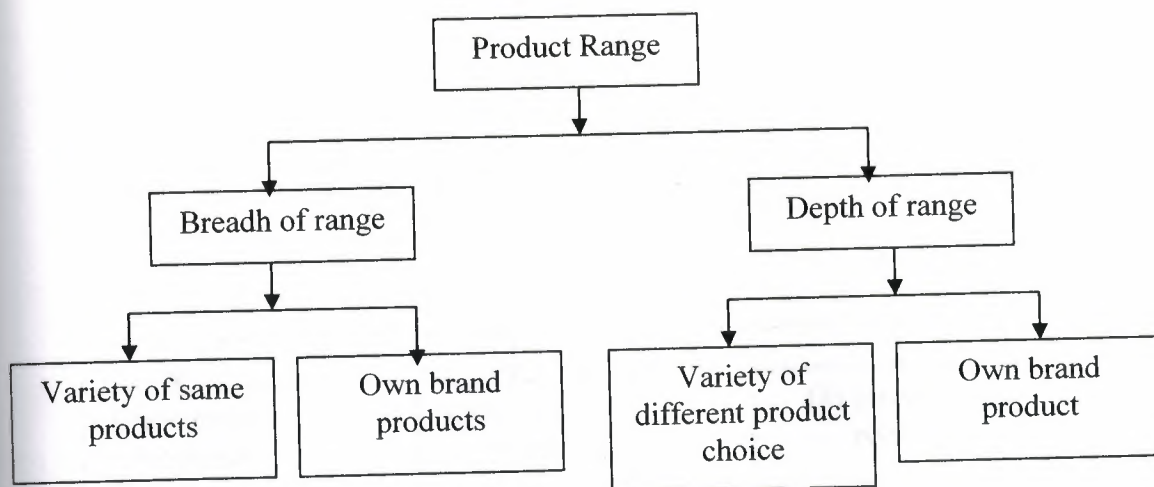 Product Range
Breadh of range
Depth of range
Variety of same
products
Own brand
products
Variety of
different product
choice
Own brand
product